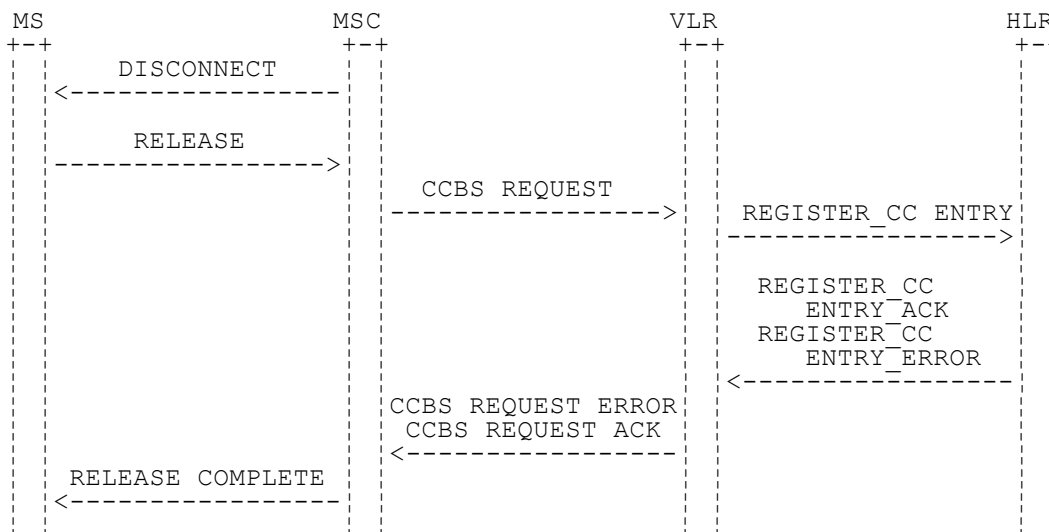 MS MSC VLR HLR
DISCONNECT
RELEASE
CCBS REQUEST
REGISTER_CC ENTRY
REGISTER_CC
ENTRY_ACK
REGISTER_CC
ENTRY_ERROR
CCBS REQUEST ERROR
CCBS REQUEST ACK
RELEASE COMPLETE